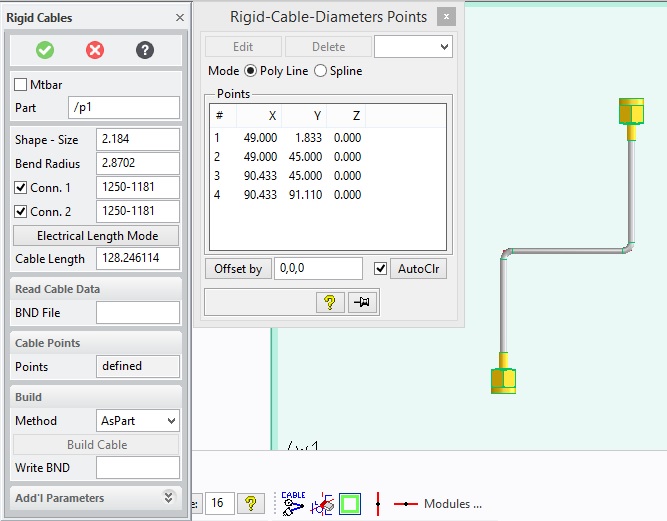 Rigid Cables
Mtbar
Part /p1
Shape - Size 2.184
Bend Radius 2.8702
Conn. 1 1250-1181
Conn. 2 1250-1181
Electrical Length Mode
Cable Length 128.246114
Read Cable Data
BND File
Cable Points
Points defined
Build
Method AsPart
Build Cable
Write BND
Add'l Parameters
Rigid-Cable-Diameters Points
Edit Delete
Mode Poly Line Spline
Points
# X Y Z
1 49.000 1.833 0.000
2 49.000 45.000 0.000
3 90.433 45.000 0.000
4 90.433 91.110 0.000
Offset by 0,0,0 AutoClr
16 CABLE Modules ...